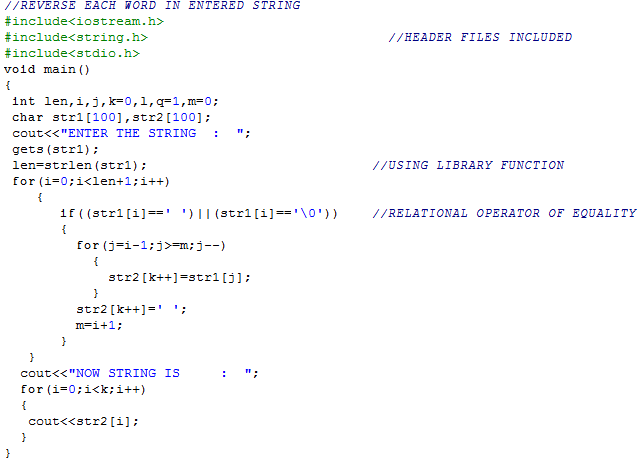 //REVERSE EACH WORD IN ENTERED STRING
#include<iostream.h>
#include<string.h>                              //HEADER FILES INCLUDED
#include<stdio.h>
void main()
{
 int len,i,j,k=0,l,q=1,m=0;
 char str1[100],str2[100];
 cout<<"ENTER THE STRING  :  ";
 gets(str1);
 len=strlen(str1);                            //USING LIBRARY FUNCTION
 for(i=0;i<len+1;i++)
    {
       if((str1[i]==' ')||(str1[i]=='\0'))    //RELATIONAL OPERATOR OF EQUALITY
       {
         for(j=i-1;j>=m;j--)
           {
             str2[k++]=str1[j];
           }
         str2[k++]=' ';
         m=i+1;
       }
   }
  cout<<"NOW STRING IS     :  ";
  for(i=0;i<k;i++)
  {
   cout<<str2[i];
  }
}